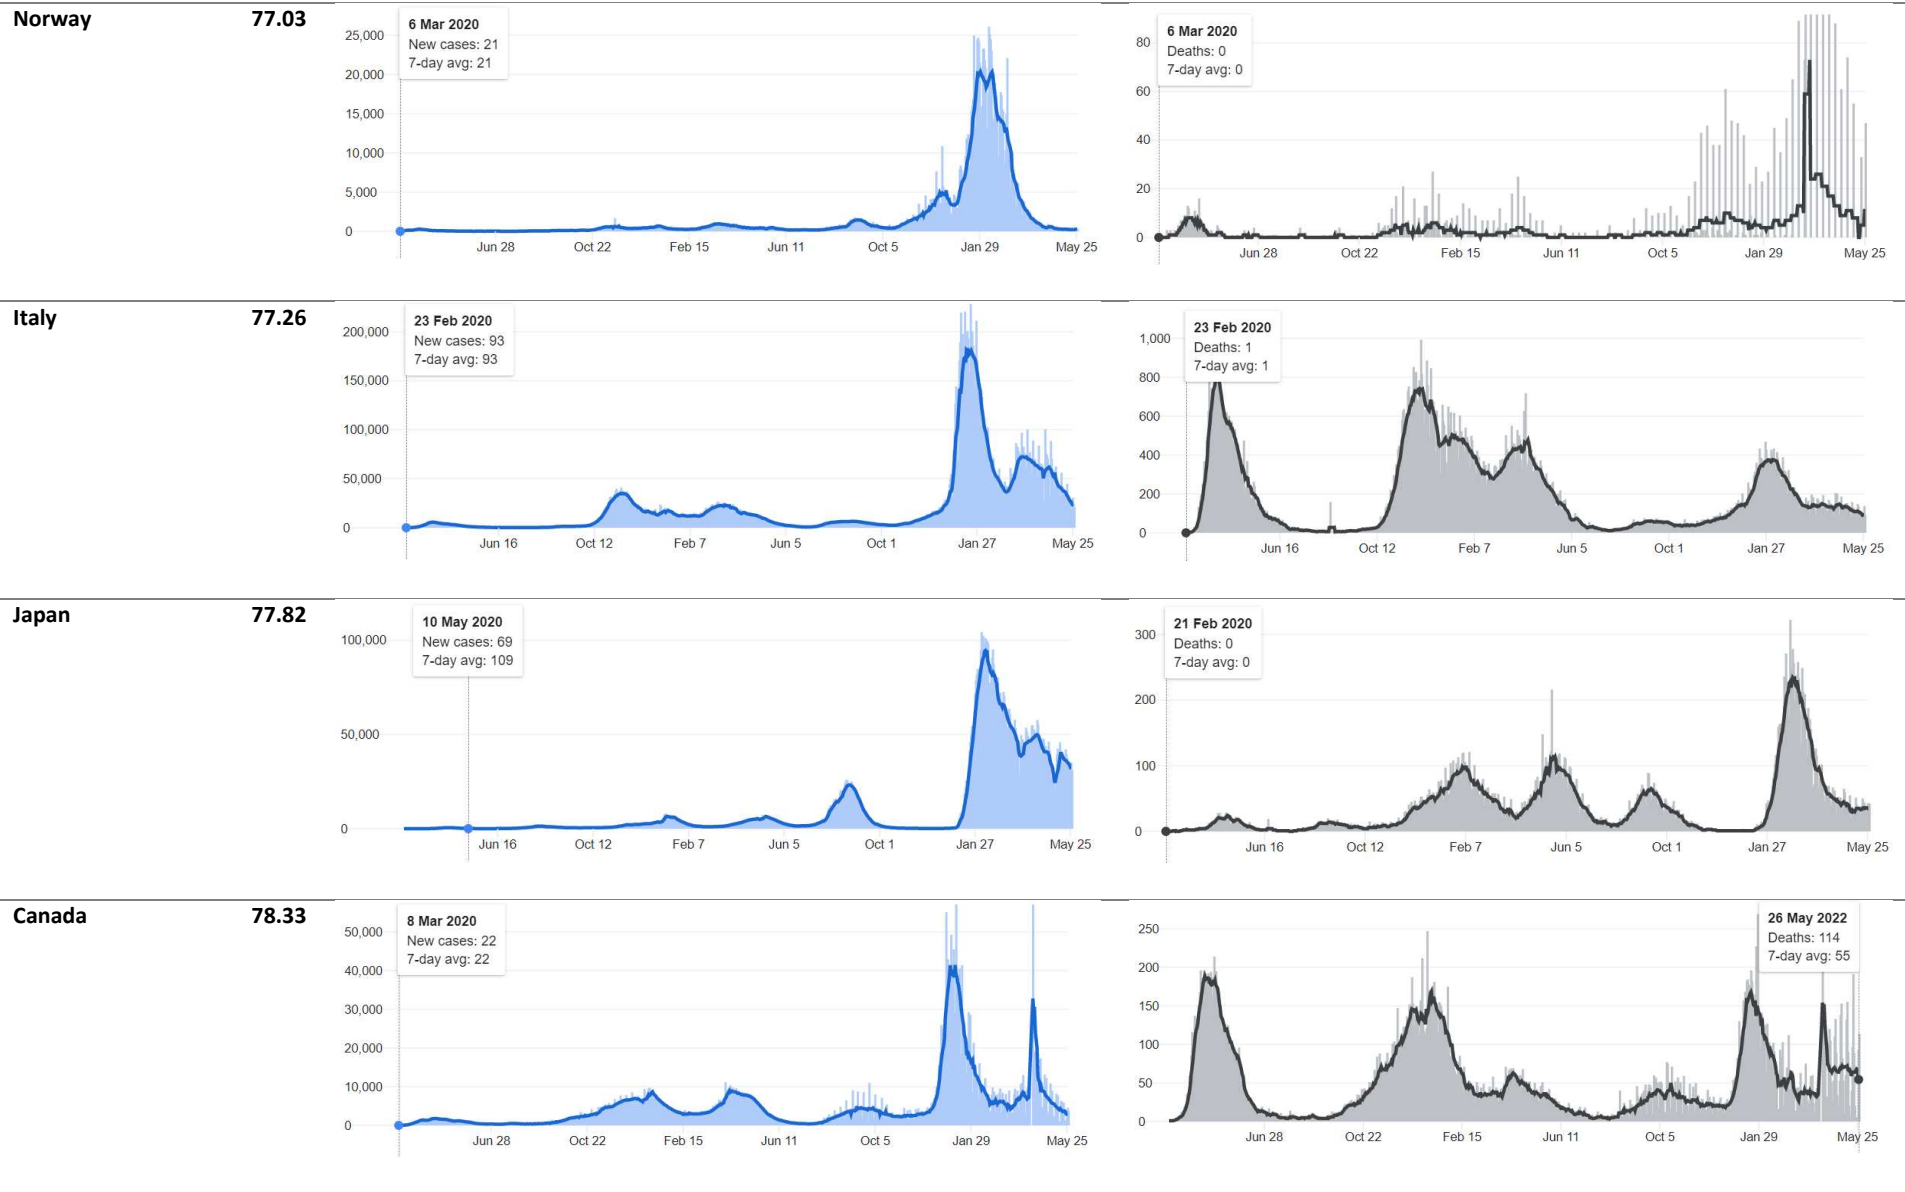 Norway 77.03
6 Mar 2020
New cases: 21
7-day avg: 21
25,000
20,000
15,000
10,000
5,000
0
Jun 28 Oct 22 Feb 15 Jun 11 Oct 5 Jan 29 May 25
6 Mar 2020
Deaths: 0
7-day avg: 0
80
60
40
20
0
Jun 28 Oct 22 Feb 15 Jun 11 Oct 5 Jan 29 May 25
Italy 77.26
23 Feb 2020
New cases: 93
7-day avg: 93
200,000
150,000
100,000
50,000
0
Jun 16 Oct 12 Feb 7 Jun 5 Oct 1 Jan 27 May 25
23 Feb 2020
Deaths: 1
7-day avg: 1
1,000
800
600
400
200
0
Jun 16 Oct 12 Feb 7 Jun 5 Oct 1 Jan 27 May 25
Japan 77.82
10 May 2020
New cases: 69
7-day avg: 109
100,000
50,000
0
Jun 16 Oct 12 Feb 7 Jun 5 Oct 1 Jan 27 May 25
21 Feb 2020
Deaths: 0
7-day avg: 0
300
200
100
0
Jun 16 Oct 12 Feb 7 Jun 5 Oct 1 Jan 27 May 25
Canada 78.33
8 Mar 2020
New cases: 22
7-day avg: 22
50,000
40,000
30,000
20,000
10,000
0
Jun 28 Oct 22 Feb 15 Jun 11 Oct 5 Jan 29 May 25
26 May 2022
Deaths: 114
7-day avg: 55
250
200
150
100
50
0
Jun 28 Oct 22 Feb 15 Jun 11 Oct 5 Jan 29 May 25